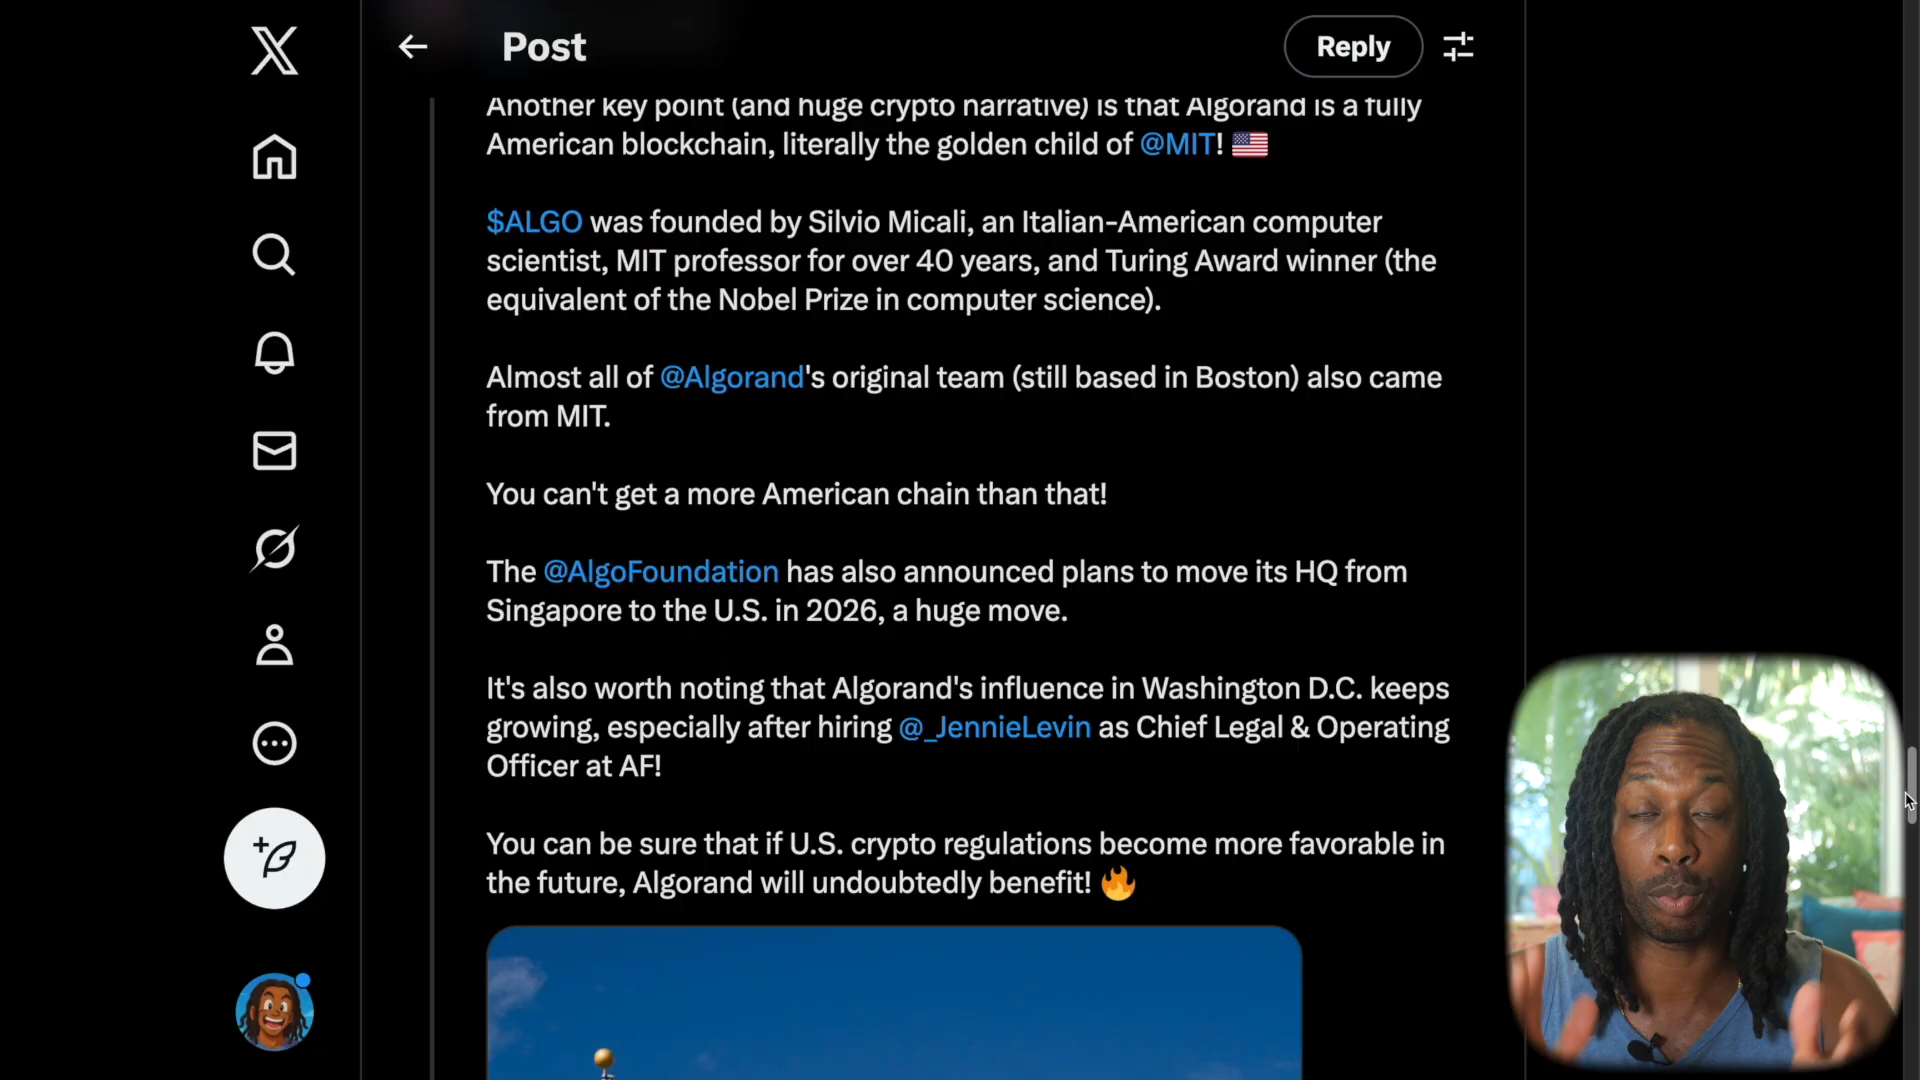 Post
Reply
Another key point (and huge crypto narrative) is that Algorand is a fully
American blockchain, literally the golden child of @MIT! 🇺🇸
$ALGO was founded by Silvio Micali, an Italian-American computer
scientist, MIT professor for over 40 years, and Turing Award winner (the
equivalent of the Nobel Prize in computer science).
Almost all of @Algorand's original team (still based in Boston) also came
from MIT.
You can't get a more American chain than that!
The @AlgoFoundation has also announced plans to move its HQ from
Singapore to the U.S. in 2026, a huge move.
It's also worth noting that Algorand's influence in Washington D.C. keeps
growing, especially after hiring @_JennieLevin as Chief Legal & Operating
Officer at AF!
You can be sure that if U.S. crypto regulations become more favorable in
the future, Algorand will undoubtedly benefit! 🔥